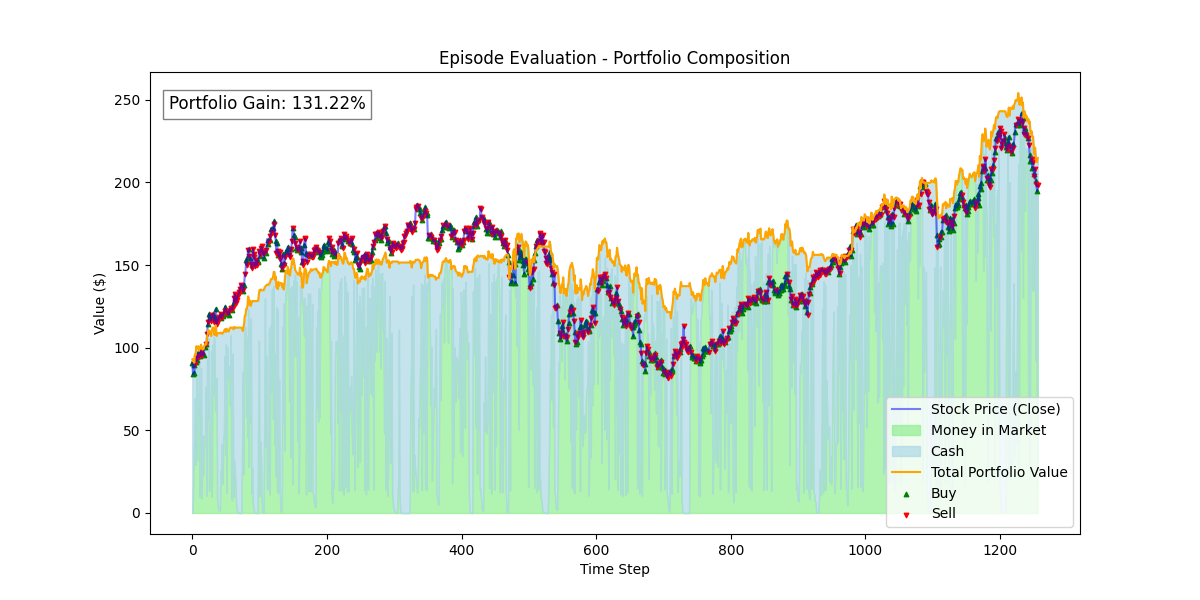 Episode Evaluation - Portfolio Composition
Portfolio Gain: 131.22%
Value ($)
250
200
150
100
50
0
Stock Price (Close)
Money in Market
Cash
Total Portfolio Value
Buy
Sell
0 200 400 600 800 1000 1200
Time Step